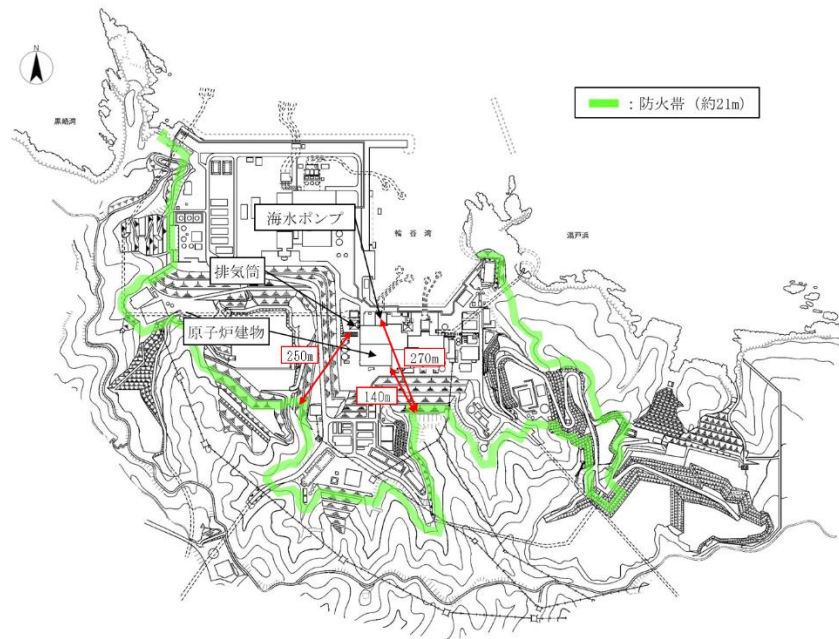 N
黒崎湾
：防火帯（約21m）
海水ポンプ
輪谷湾
湯戸浜
排気筒
原子炉建物
250m
270m
140m